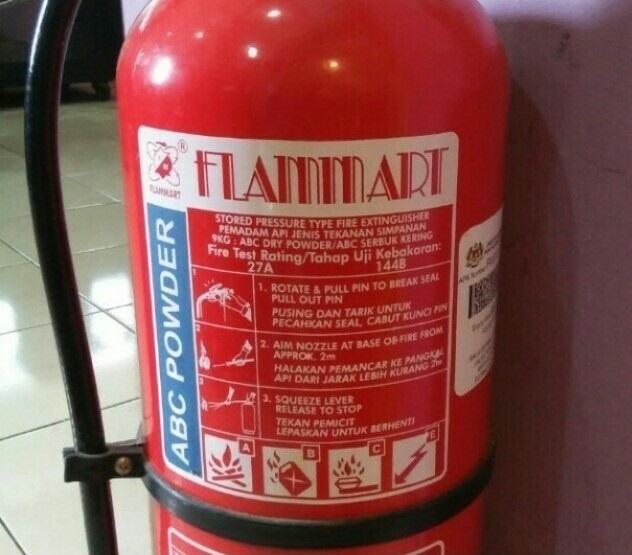 ®
FLAMMART
FLAMMART
STORED PRESSURE TYPE FIRE EXTINGUISHER
PEMADAM API JENIS TEKANAN SIMPANAN
9KG : ABC DRY POWDER/ABC SERBUK KERING
Fire Test Rating/Tahap Uji Kebakaran:
27A 144B
ABC POWDER
1
1. ROTATE & PULL PIN TO BREAK SEAL
PULL OUT PIN
PUSING DAN TARIK UNTUK
PECAHKAN SEAL, CABUT KUNCI PIN
2
2. AIM NOZZLE AT BASE OF FIRE FROM
APPROX. 2m
HALAKAN PEMANCAR KE PANGKAL
API DARI JARAK LEBIH KURANG 2m
3
3. SQUEEZE LEVER
RELEASE TO STOP
TEKAN PEMICIT
LEPASKAN UNTUK BERHENTI
A B C E